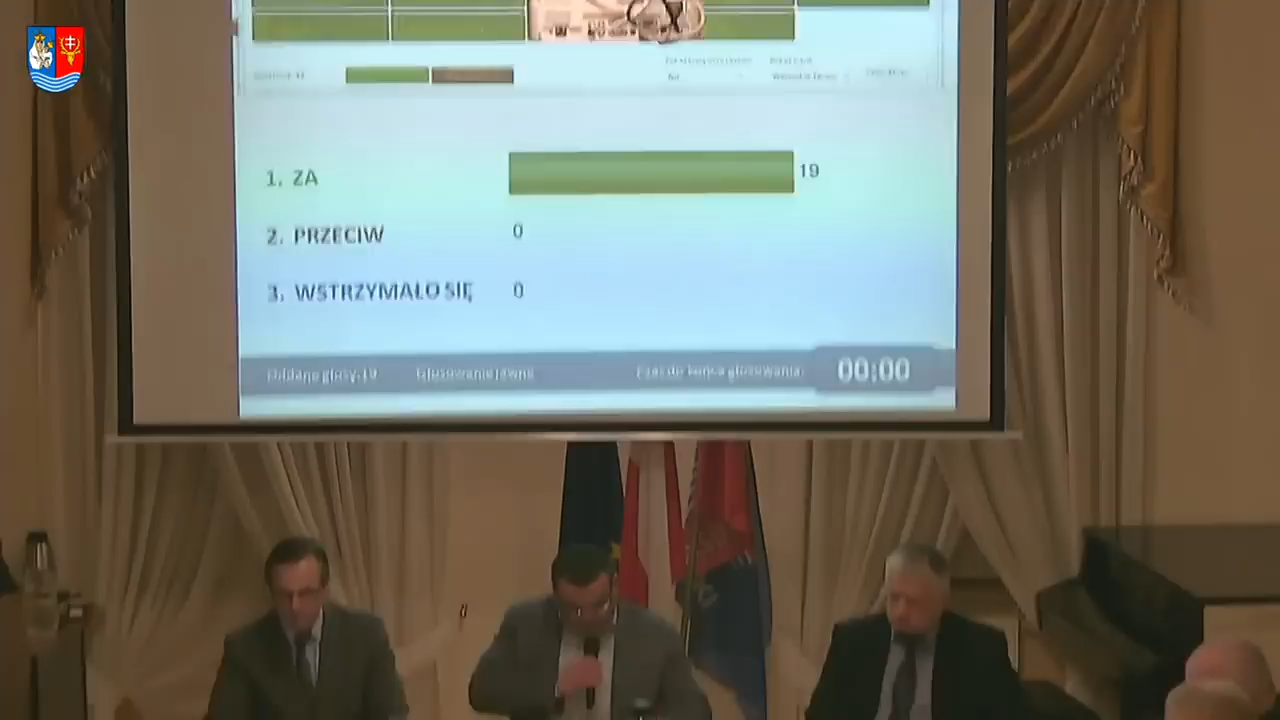 1. ZA 19
2. PRZECIW 0
3. WSTRZYMAŁO SIĘ 0
Oddano głosy:19 Głosowanie jawne Czas do końca głosowania: 00:00